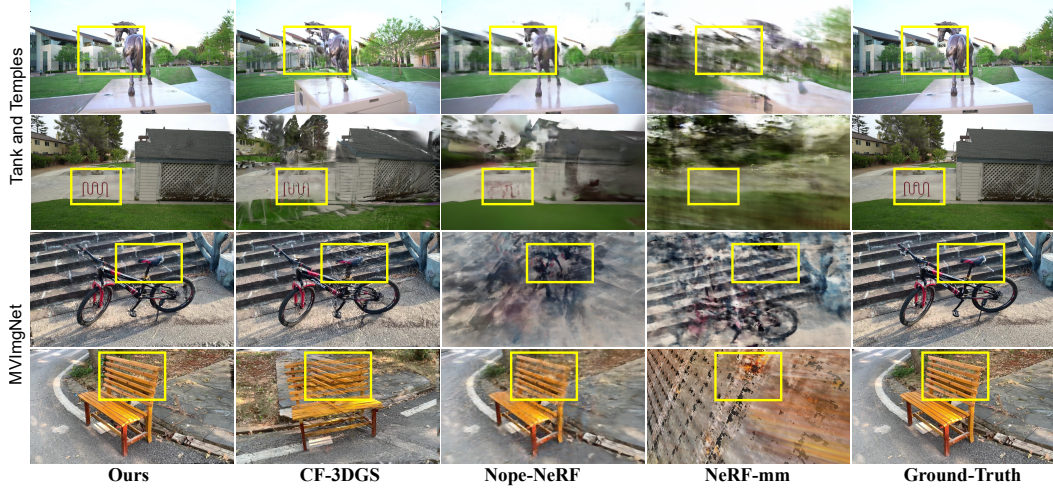 Tank and Temples
MVImgNet
Ours
CF-3DGS
Nope-NeRF
NeRF-mm
Ground-Truth